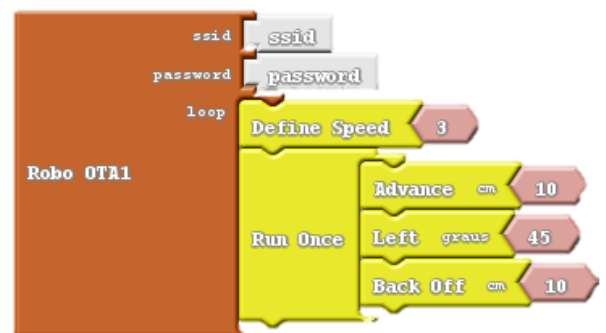 ssid ssid
password password
loop
Define Speed 3
Robo OTA1
Advance cm 10
Run Once Left graus 45
Back Off cm 10